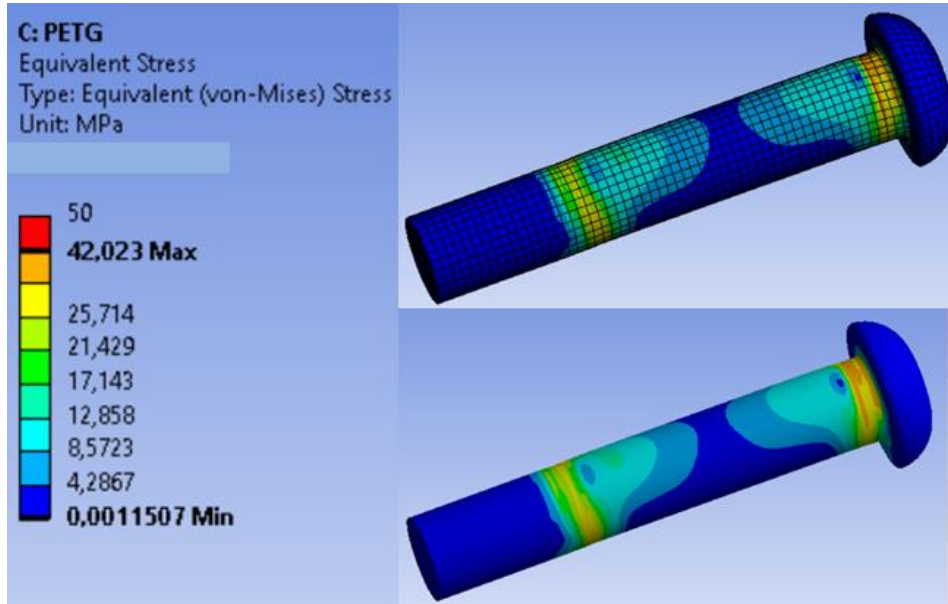 C: PETG
Equivalent Stress
Type: Equivalent (von-Mises) Stress
Unit: MPa
50
42,023 Max
25,714
21,429
17,143
12,858
8,5723
4,2867
0,0011507 Min